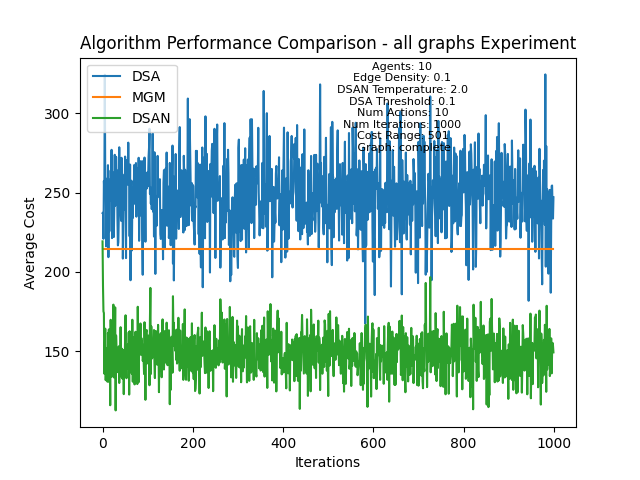 Algorithm Performance Comparison - all graphs Experiment
DSA
MGM
DSAN
Agents: 10
Edge Density: 0.1
DSAN Temperature: 2.0
DSA Threshold: 0.1
Num Actions: 10
Num Iterations: 1000
Cost Range: 501
Graph: complete
Average Cost
300
250
200
150
0
200
400
600
800
1000
Iterations